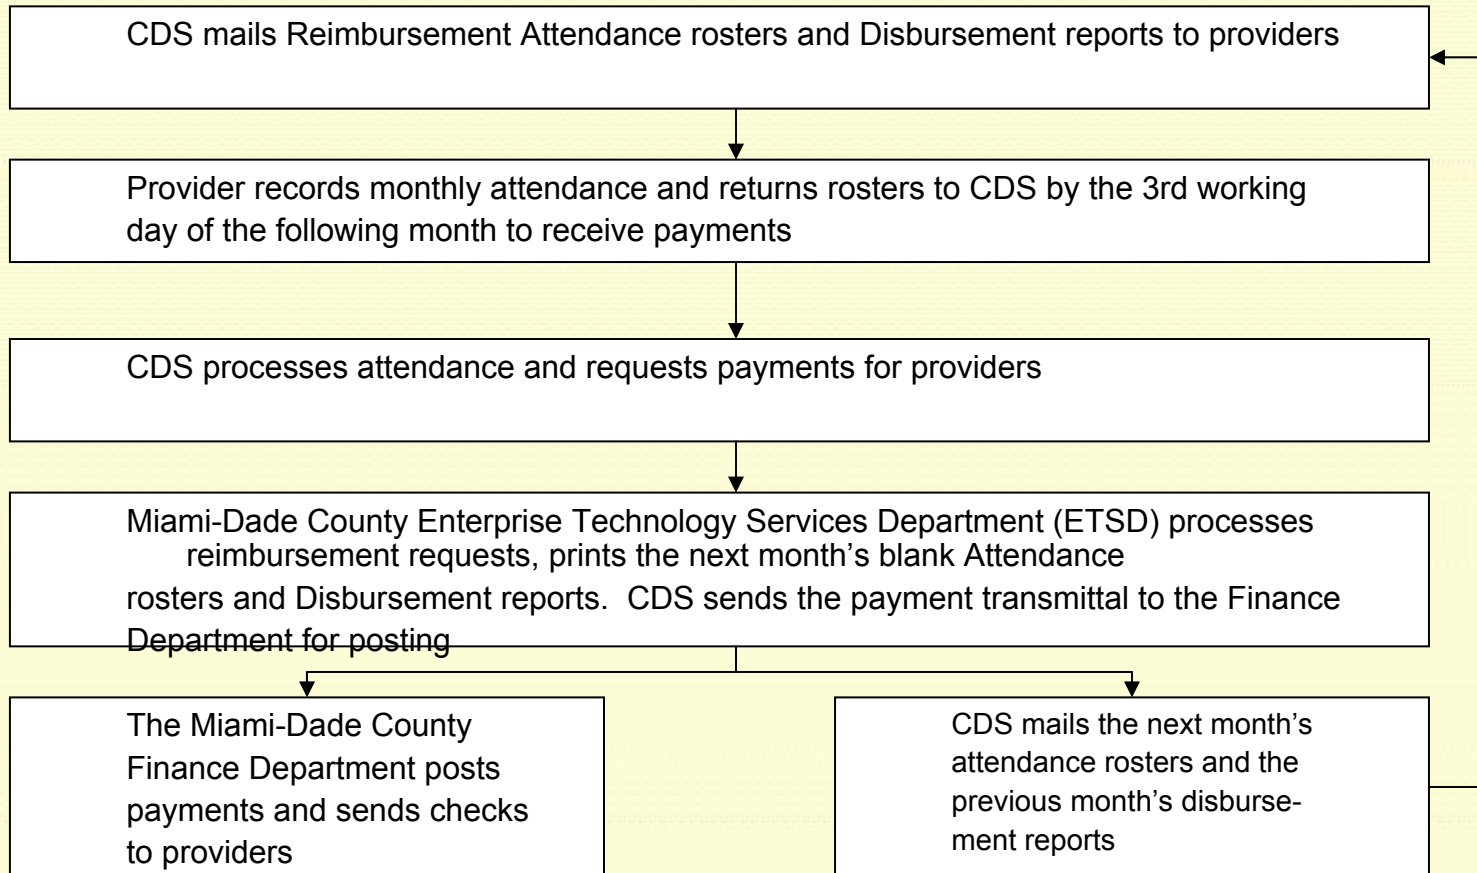 CDS mails Reimbursement Attendance rosters and Disbursement reports to providers
Provider records monthly attendance and returns rosters to CDS by the 3rd working
day of the following month to receive payments
CDS processes attendance and requests payments for providers
Miami-Dade County Enterprise Technology Services Department (ETSD) processes
reimbursement requests, prints the next month’s blank Attendance
rosters and Disbursement reports.  CDS sends the payment transmittal to the Finance
Department for posting
The Miami-Dade County
Finance Department posts
payments and sends checks
to providers
CDS mails the next month’s
attendance rosters and the
previous month’s disburse-
ment reports